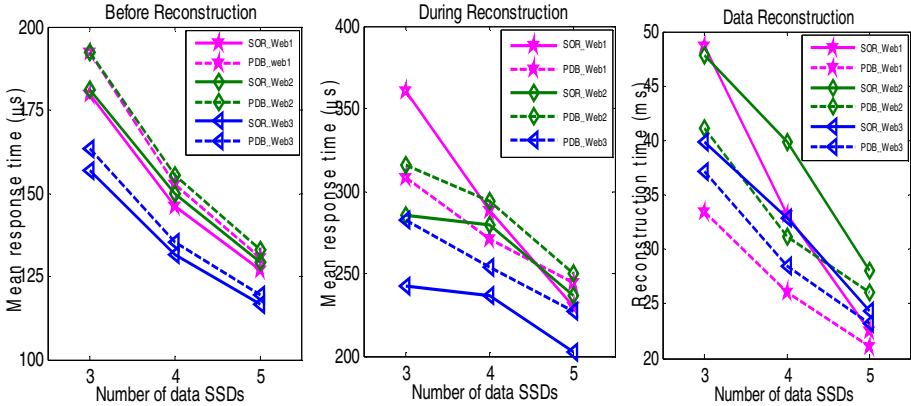 Before Reconstruction
Mean response time (μs)
200
175
150
125
100
3
4
5
Number of data SSDs
SOR_Web1
PDB_web1
SOR_Web2
PDB_Web2
SOR_Web3
PDB_Web3
During Reconstruction
Mean response time (μs)
400
350
300
250
200
3
4
5
Number of data SSDs
SOR_Web1
PDB_Web1
SOR_Web2
PDB_Web2
SOR_Web3
PDB_Web3
Data Reconstruction
Reconstruction time (ms)
50
45
40
35
30
25
20
3
4
5
Number of data SSDs
SOR_Web1
PDB_Web1
SOR_Web2
PDB_Web2
SOR_Web3
PDB_Web3